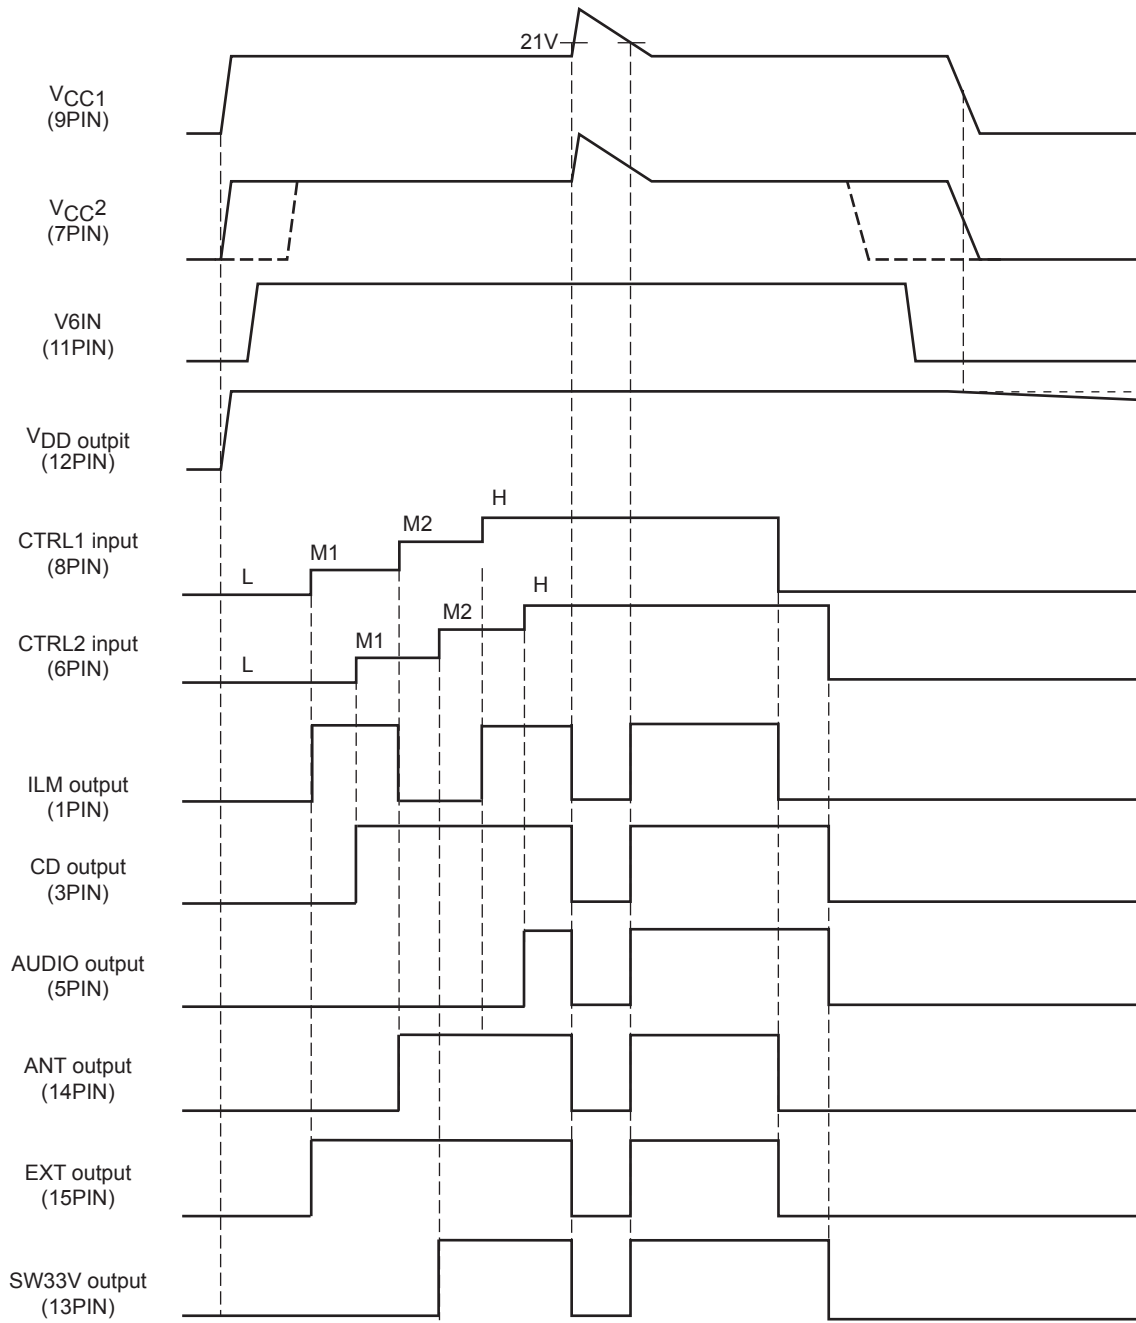 21V
VCC1
(9PIN)
VCC2
(7PIN)
V6IN
(11PIN)
VDD outpit
(12PIN)
H
M2
CTRL1 input
(8PIN)
M1
L
H
M2
CTRL2 input
(6PIN)
M1
L
ILM output
(1PIN)
CD output
(3PIN)
AUDIO output
(5PIN)
ANT output
(14PIN)
EXT output
(15PIN)
SW33V output
(13PIN)